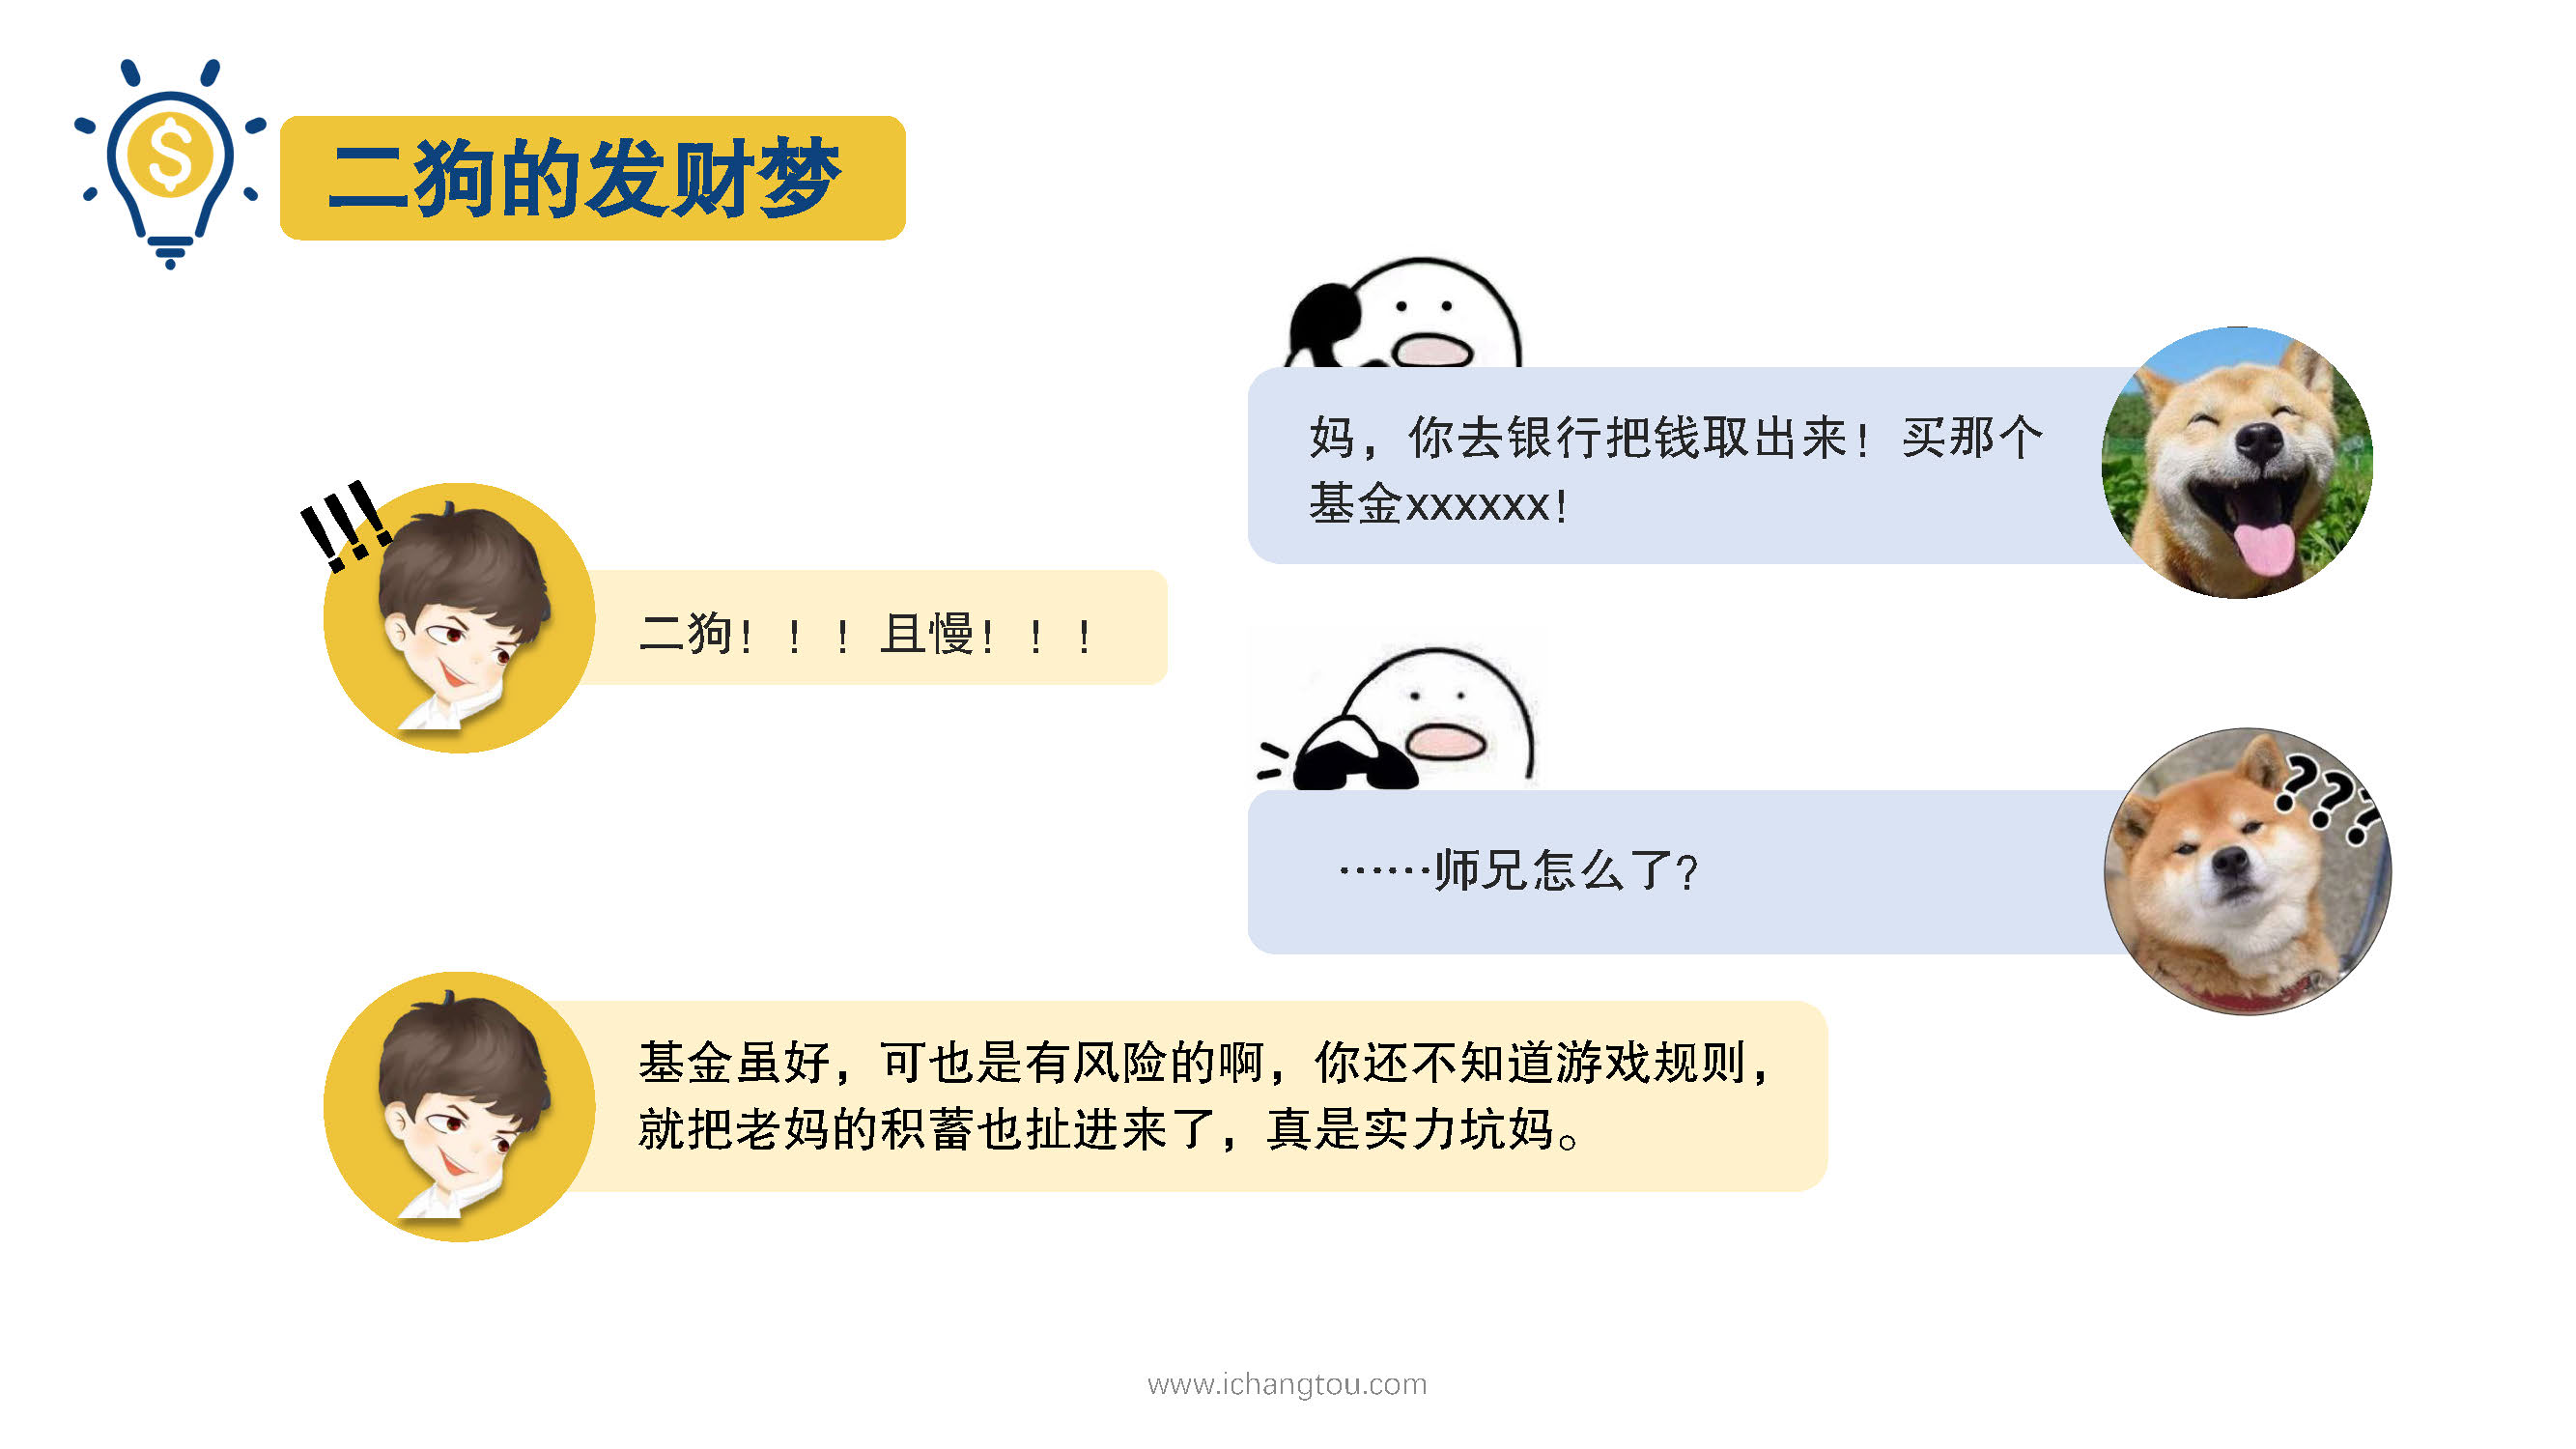 二狗的发财梦
妈，你去银行把钱取出来！买那个
基金xxxxxx！
!!!
二狗！！！且慢！！！
???
……师兄怎么了？
基金虽好，可也是有风险的啊，你还不知道游戏规则，
就把老妈的积蓄也扯进来了，真是实力坑妈。
www.ichangtou.com